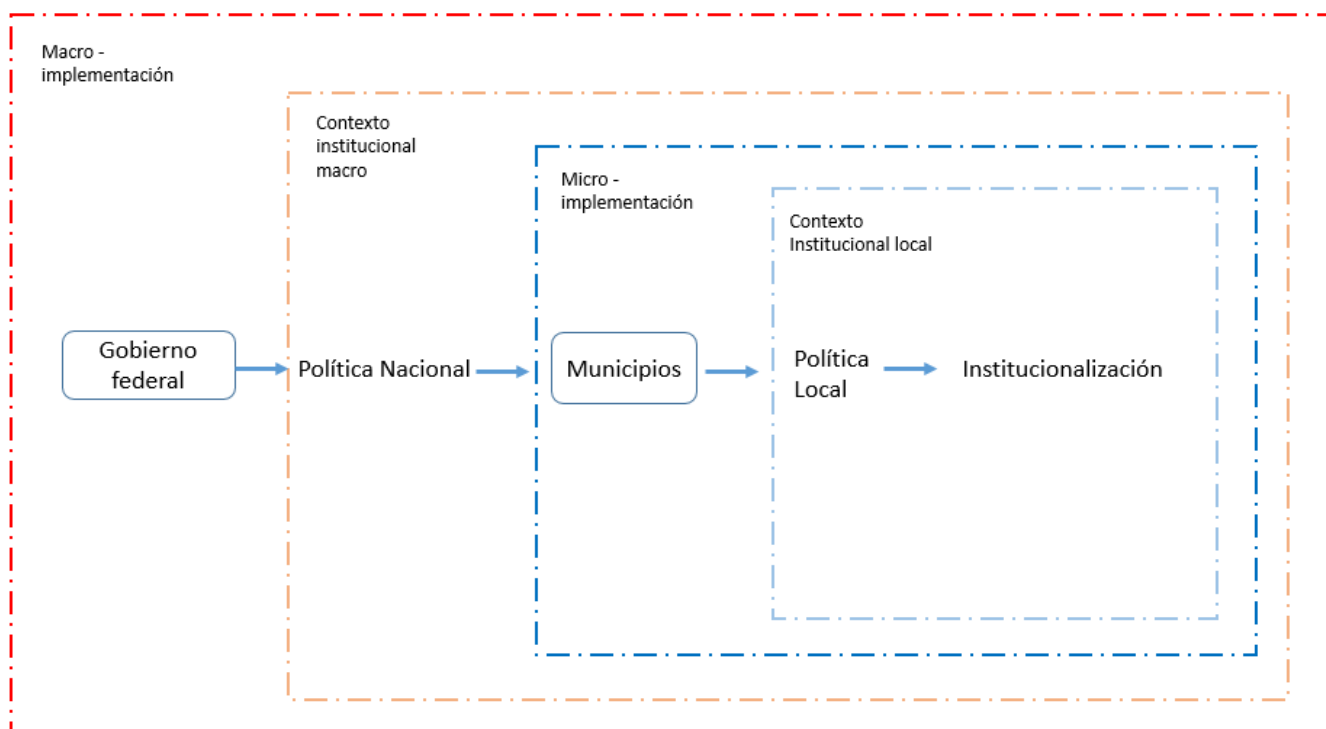 Macro -
implementación
Contexto
institucional
macro
Micro -
implementación
Contexto
Institucional local
Gobierno
federal
Política Nacional
Municipios
Política
Local
Institucionalización